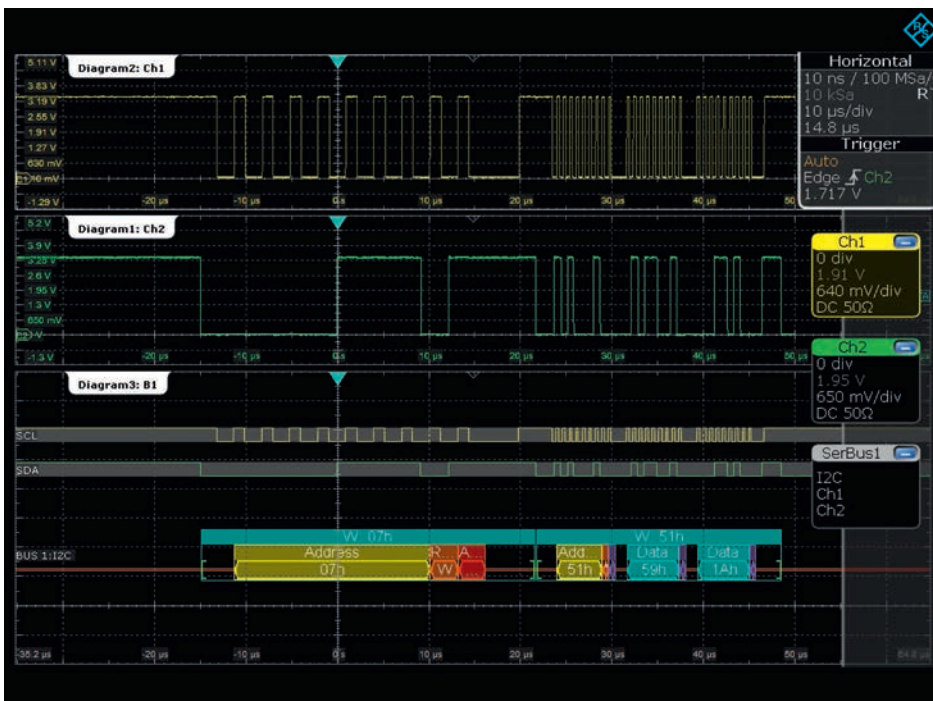 R&S
Diagram2: Ch1
5.11 V
3.83 V
3.19 V
2.55 V
1.91 V
1.27 V
630 mV
-1.29 V
-20 µs
-10 µs
0 s
10 µs
20 µs
30 µs
40 µs
50 µs
Horizontal
10 ns / 100 MSa/
10 kSa
RT
10 µs/div
14.8 µs
Trigger
Auto
Edge Ch2
1.717 V
Diagram1: Ch2
5.2 V
3.9 V
3.25 V
2.6 V
1.95 V
1.3 V
650 mV
-1.3 V
-20 µs
-10 µs
0 s
10 µs
20 µs
30 µs
40 µs
50 µs
Ch1
0 div
1.91 V
640 mV/div
DC 50Ω
Ch2
0 div
1.95 V
650 mV/div
DC 50Ω
Diagram3: B1
SCL
SDA
SerBus1
I2C
Ch1
Ch2
BUS 1:I2C
W 07h
W 51h
Address
R...
A...
Add...
Data
Data
07h
W
51h
59h
1Ah
-35.2 µs
-20 µs
-10 µs
0 s
10 µs
20 µs
30 µs
40 µs
50 µs
64.8 µs